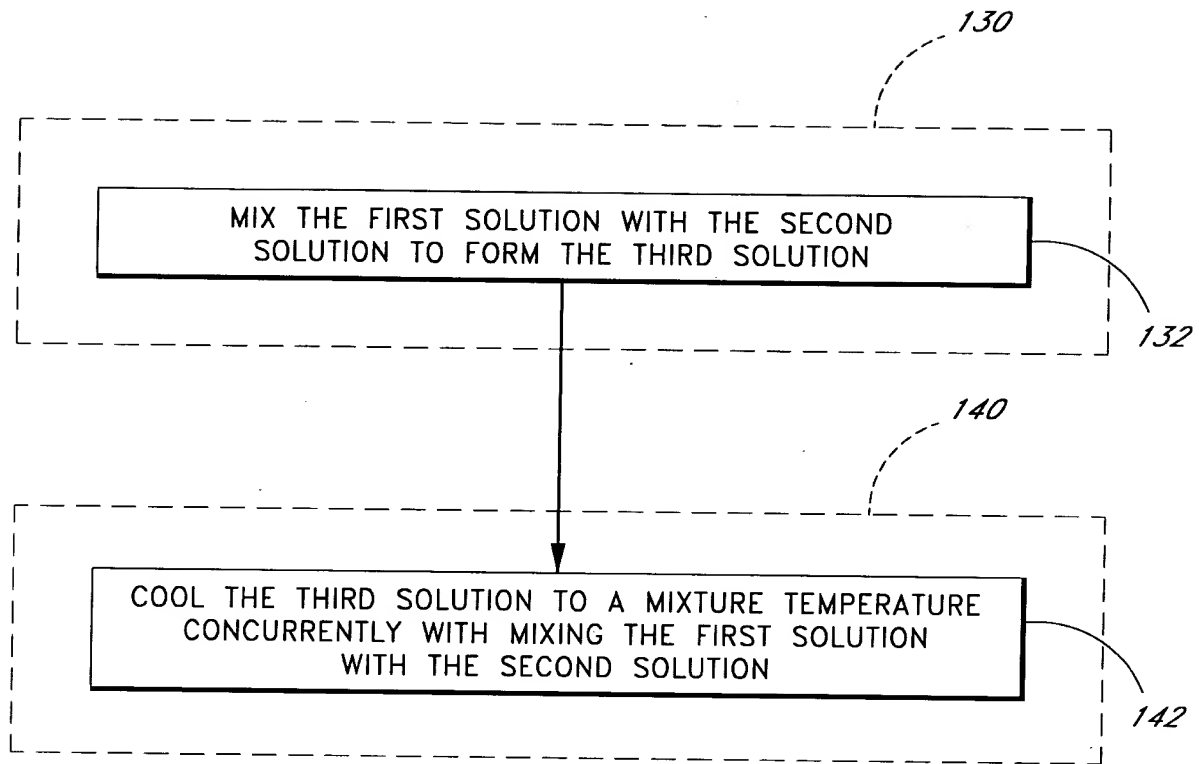 130
MIX THE FIRST SOLUTION WITH THE SECOND
SOLUTION TO FORM THE THIRD SOLUTION
132
140
COOL THE THIRD SOLUTION TO A MIXTURE TEMPERATURE
CONCURRENTLY WITH MIXING THE FIRST SOLUTION
WITH THE SECOND SOLUTION
142